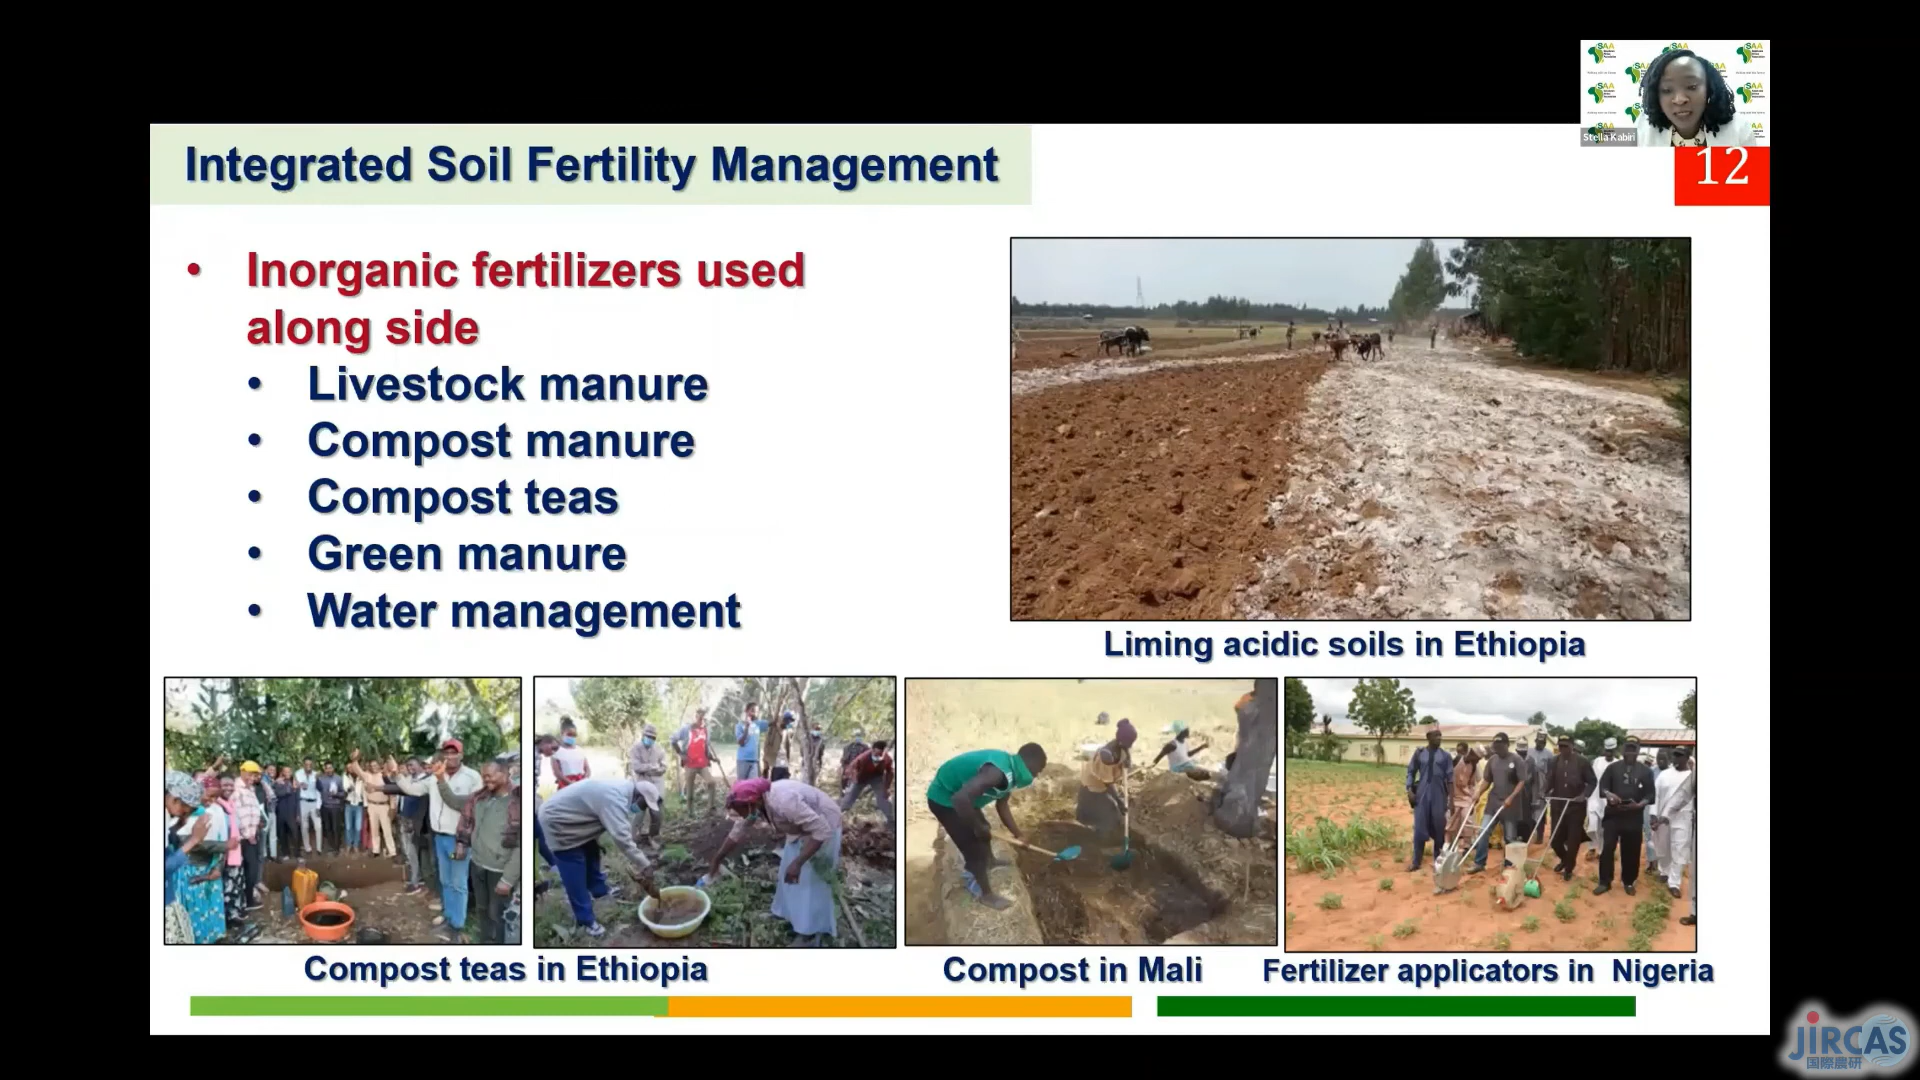 SAA
Stella Kabiri
12
Integrated Soil Fertility Management
• Inorganic fertilizers used
along side
• Livestock manure
• Compost manure
• Compost teas
• Green manure
• Water management
Liming acidic soils in Ethiopia
Compost teas in Ethiopia
Compost in Mali
Fertilizer applicators in Nigeria
JIRCAS
国際農研